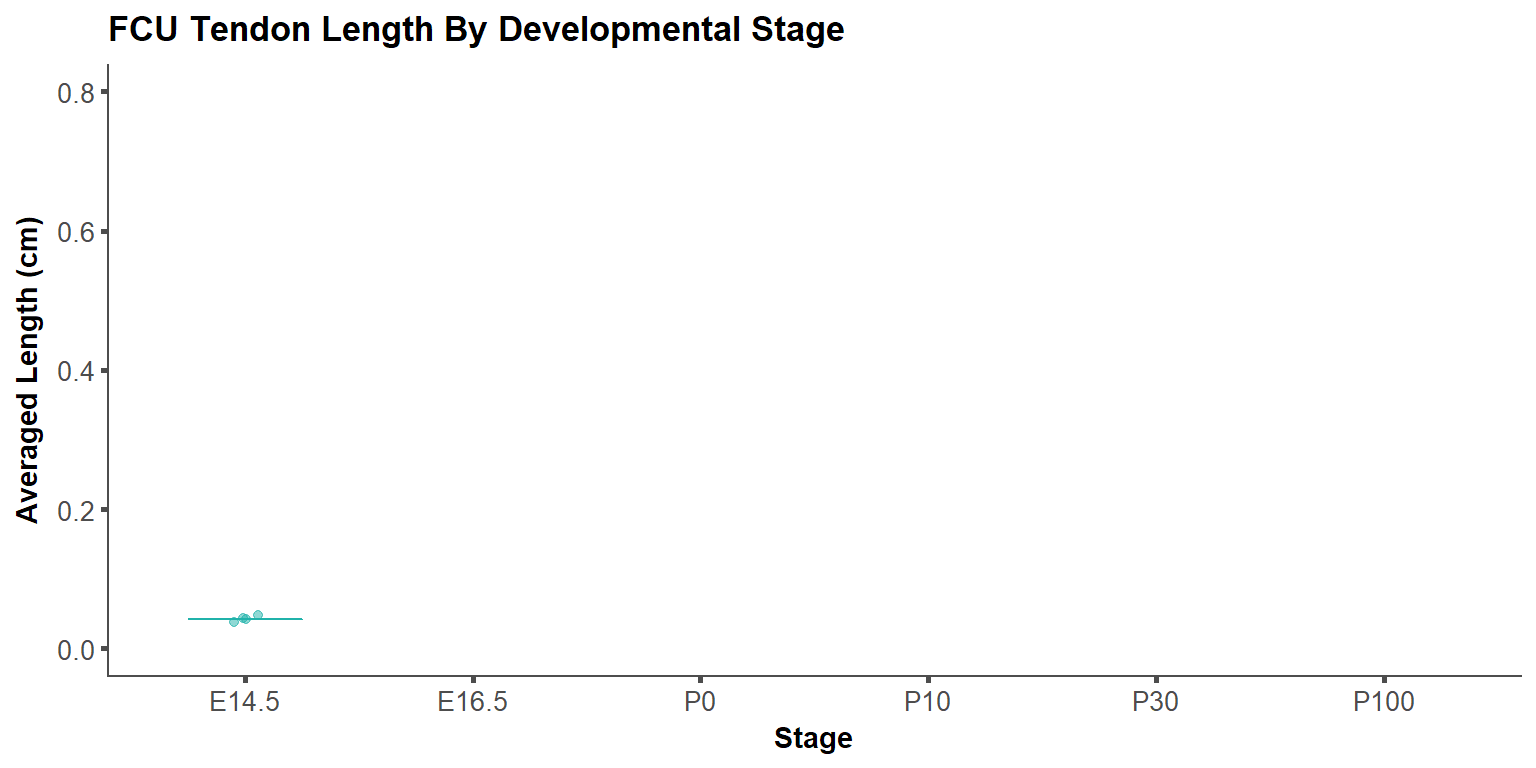 FCU Tendon Length By Developmental Stage
Averaged Length (cm)
0.8
0.6
0.4
0.2
0.0
E14.5 E16.5 P0 P10 P30 P100
Stage